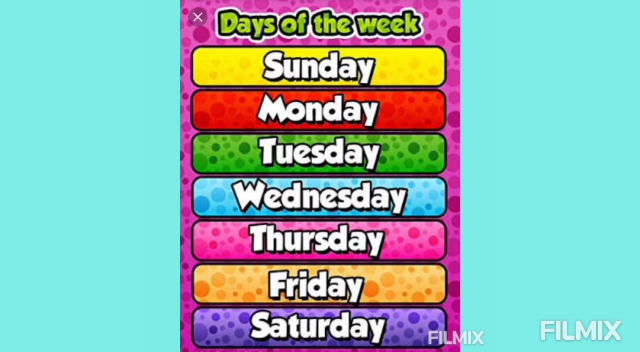 Days of the week
Sunday
Monday
Tuesday
Wednesday
Thursday
Friday
Saturday
FILMIX
FILMIX